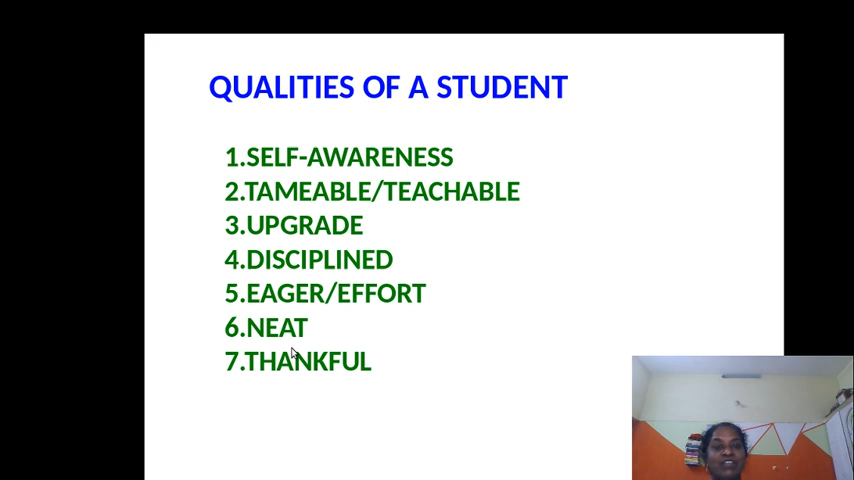 QUALITIES OF A STUDENT
1.SELF-AWARENESS
2.TAMEABLE/TEACHABLE
3.UPGRADE
4.DISCIPLINED
5.EAGER/EFFORT
6.NEAT
7.THANKFUL